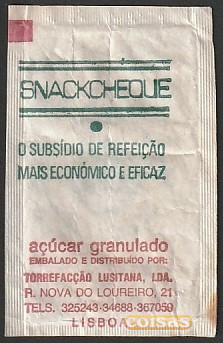 SNACKCHEQUE
O SUBSÍDIO DE REFEIÇÃO
MAIS ECONÓMICO E EFICAZ
açúcar granulado
EMBALADO E DISTRIBUÍDO POR:
TORREFACÇÃO LUSITANA, LDA.
R. NOVA DO LOUREIRO, 21
TELS. 325243-34688-367059
LISBOA
coisas